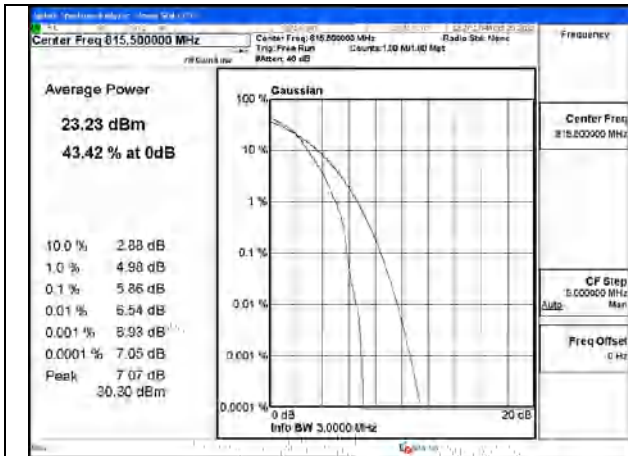 Center Freq 815.500000 MHz
Center Freq: 815.500000 MHz
Radio Std: None
Trig: Free Run
Counts: 1.00 M/1.00 Mpt
#Atten: 40 dB
Frequency
Average Power
23.23 dBm
43.42 % at 0dB
10.0 % 2.88 dB
1.0 % 4.98 dB
0.1 % 5.86 dB
0.01 % 6.54 dB
0.001 % 6.93 dB
0.0001 % 7.05 dB
Peak 7.07 dB
30.30 dBm
Gaussian
100 %
10 %
1 %
0.1 %
0.01 %
0.001 %
0.0001 %
0 dB
20 dB
Info BW 3.0000 MHz
Center Freq
815.500000 MHz
CF Step
5.000000 MHz
Auto Man
Freq Offset
0 Hz